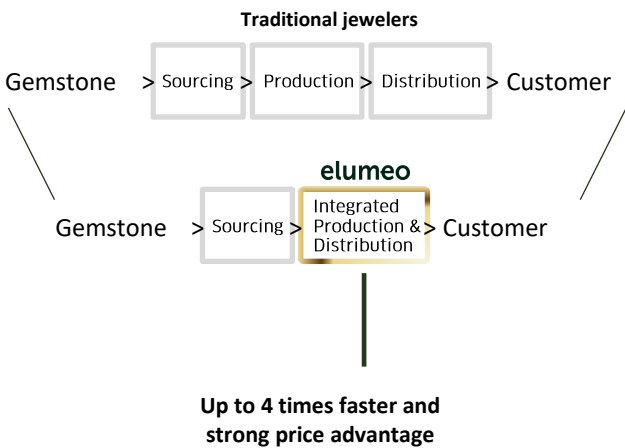 Traditional jewelers
Gemstone > Sourcing > Production > Distribution > Customer
elumeo
Gemstone > Sourcing > Integrated Production & Distribution > Customer
Up to 4 times faster and
strong price advantage